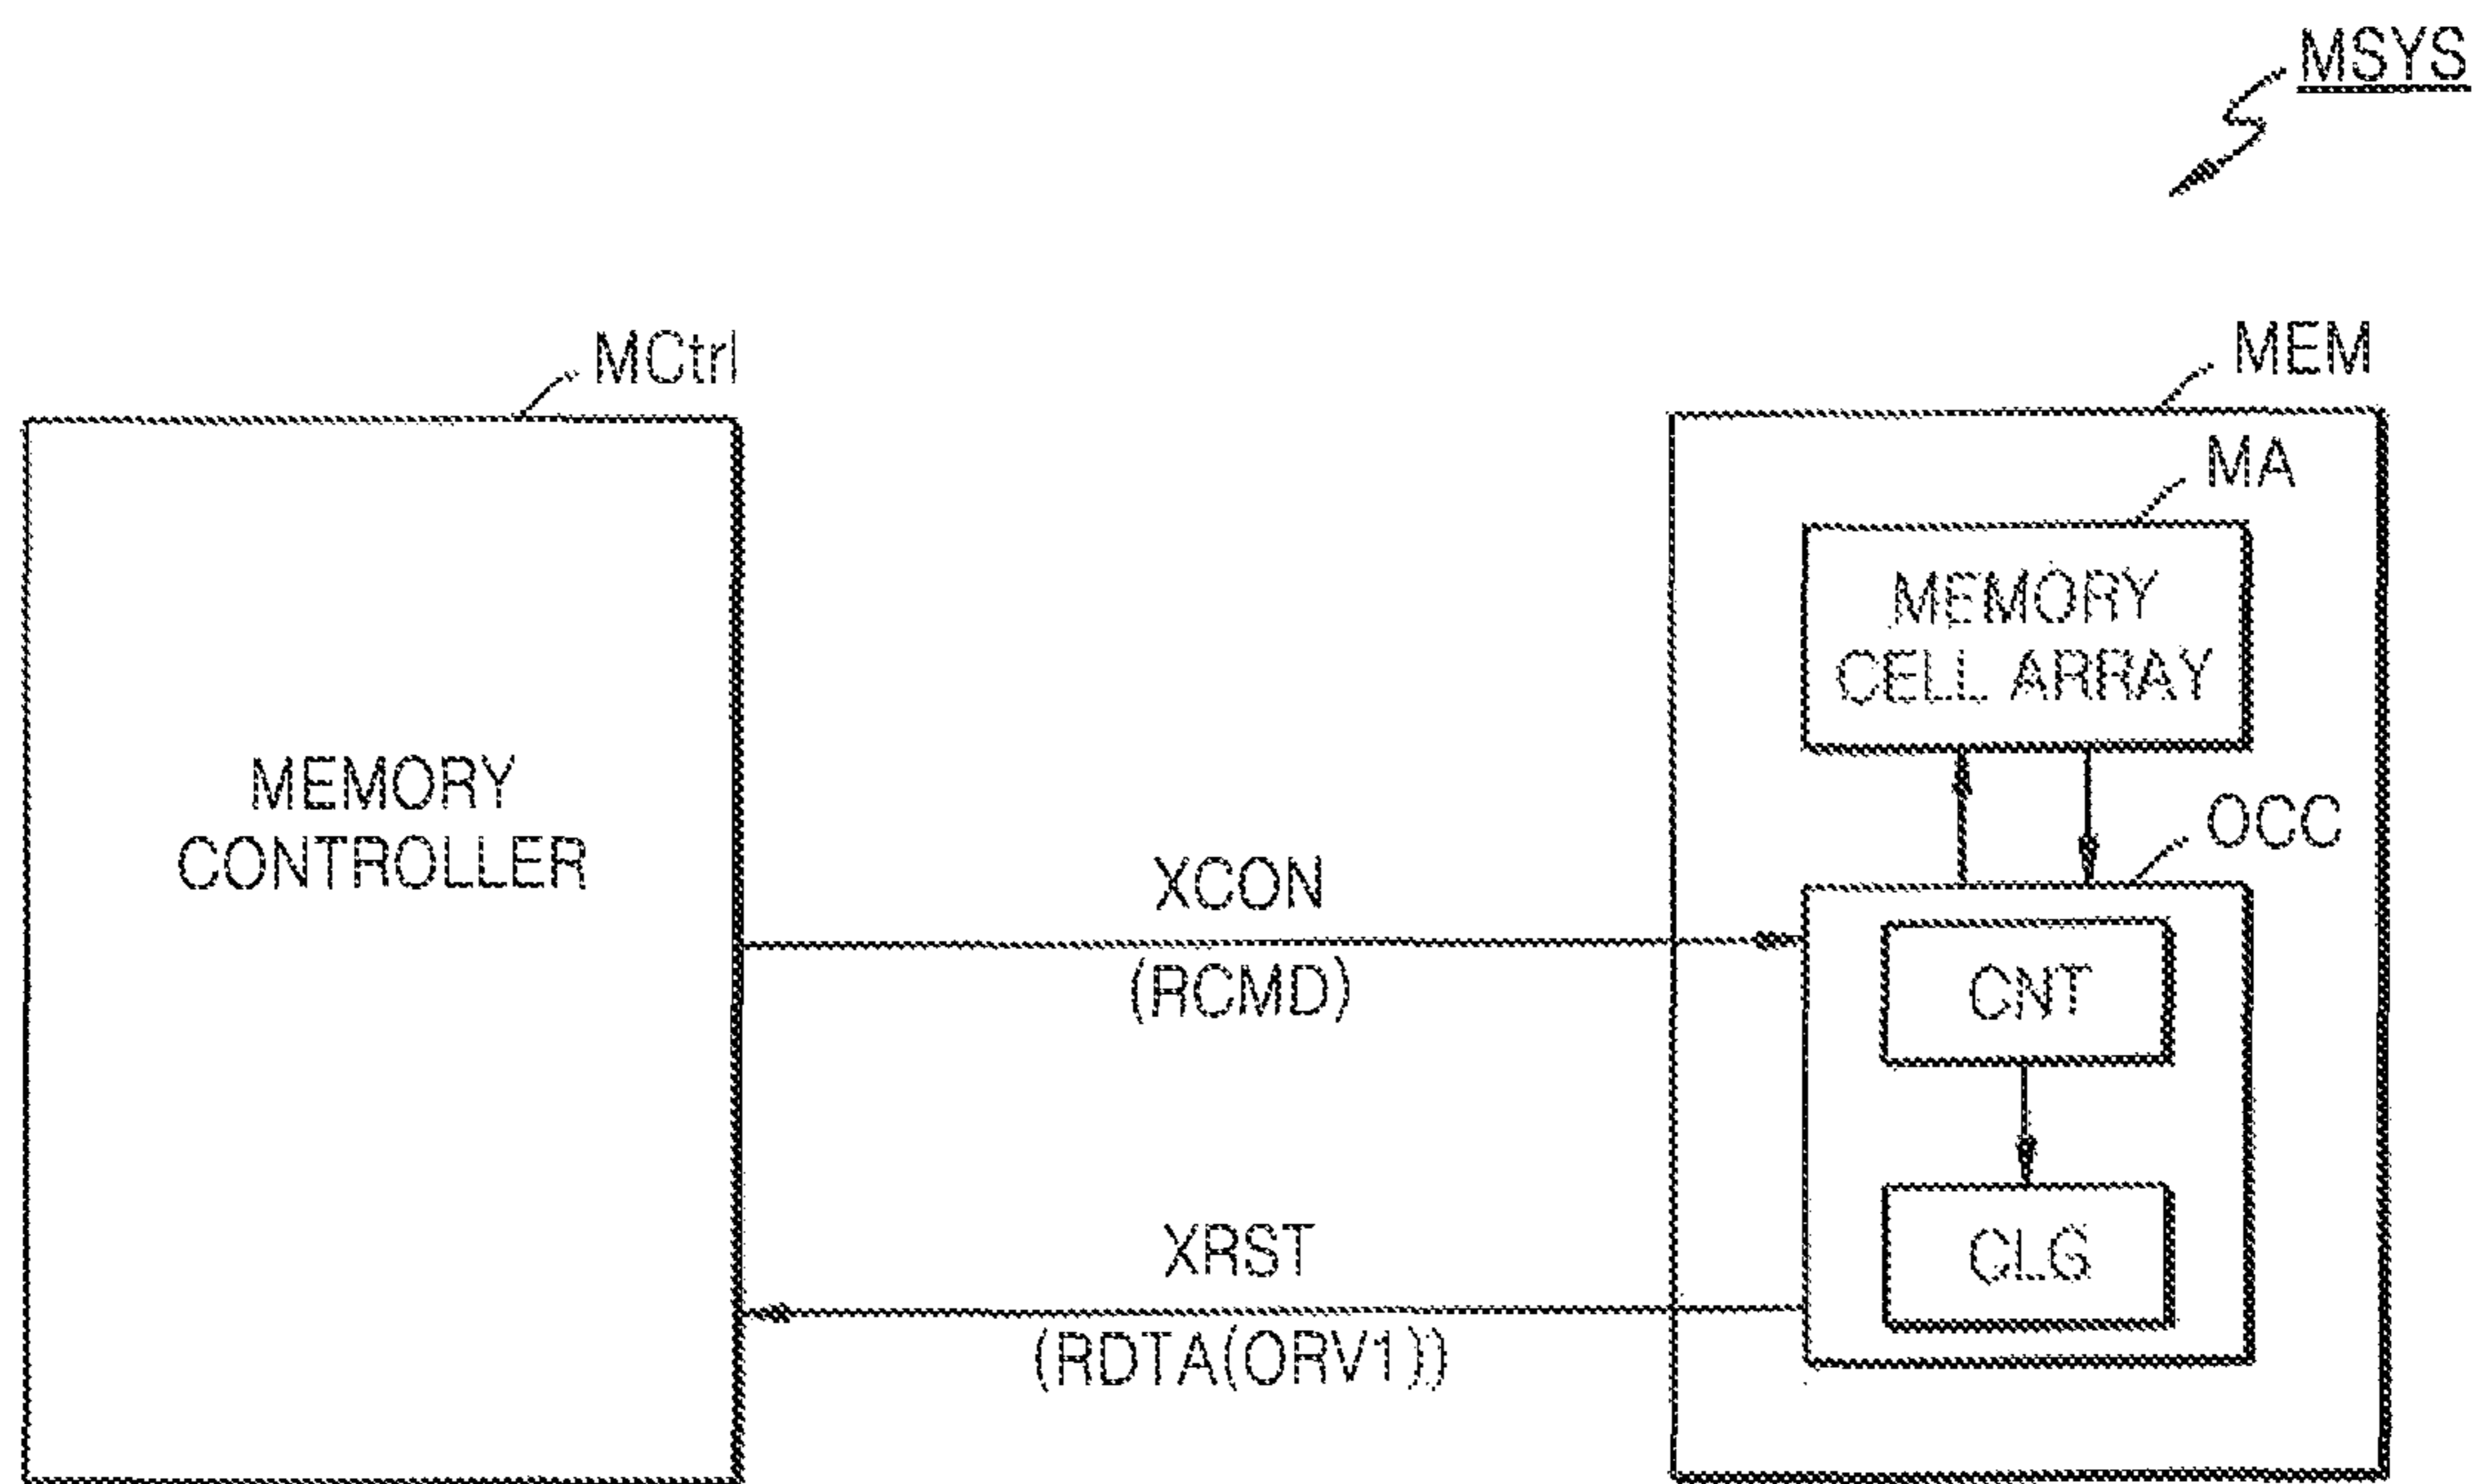 MSYS
MCtrl
MEM
MA
MEMORY
CELL ARRAY
MEMORY
CONTROLLER
OCC
XCON
(RCMD)
CNT
XRST
(RDTA(ORV1))
CLG